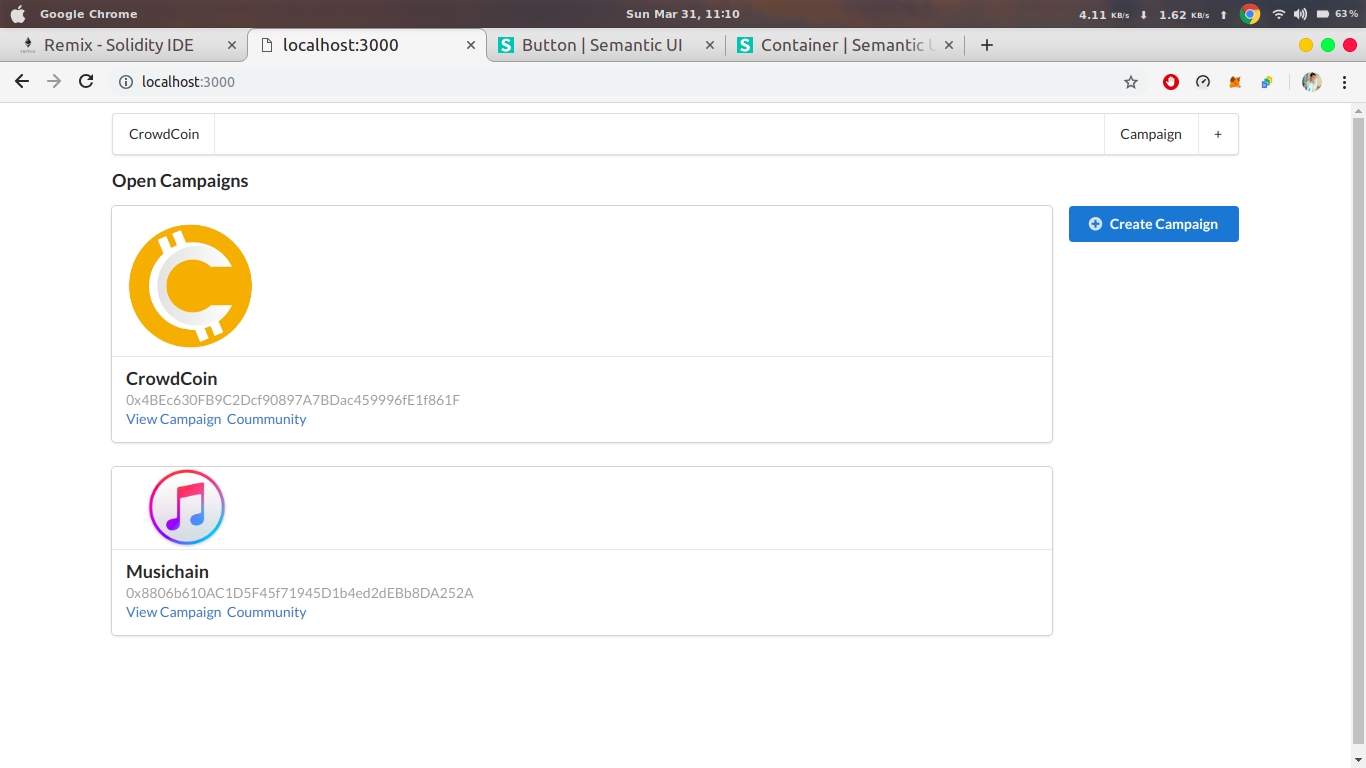 Google Chrome Sun Mar 31, 11:10 4.11 KB/s 1.62 KB/s 63 %
Remix - Solidity IDE localhost:3000 Button | Semantic UI Container | Semantic
localhost:3000
CrowdCoin Campaign +
Open Campaigns
Create Campaign
CrowdCoin
0x4BEc630FB9C2Dcf90897A7BDac459996fE1f861F
View Campaign Coummunity
Musichain
0x8806b610AC1D5F45f71945D1b4ed2dEBb8DA252A
View Campaign Coummunity